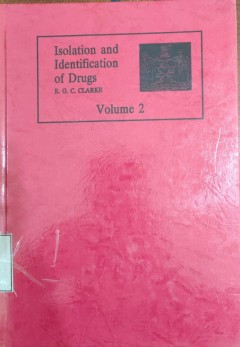 Isolation and
Identification
of Drugs
E. G. C. CLARKE
Volume 2